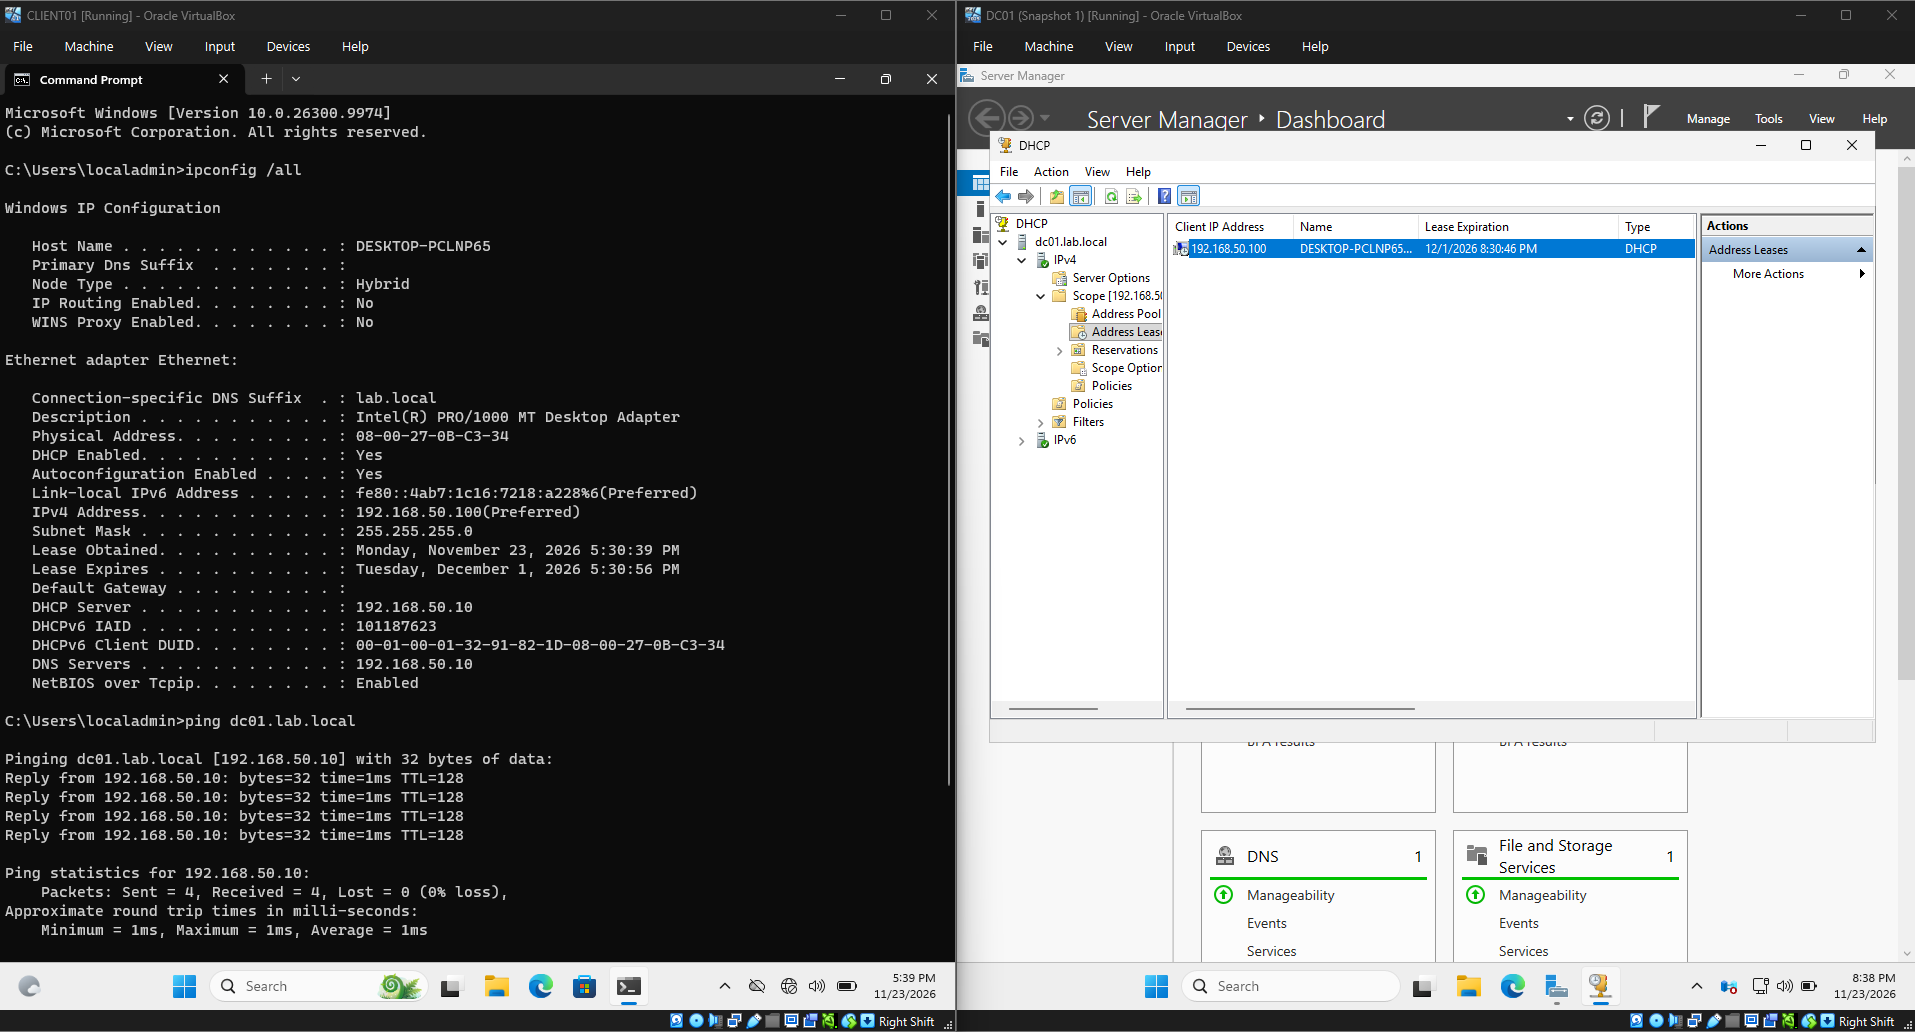 CLIENT01 [Running] - Oracle VirtualBox
File Machine View Input Devices Help
Command Prompt
Microsoft Windows [Version 10.0.26300.9974]
(c) Microsoft Corporation. All rights reserved.
C:\Users\localadmin>ipconfig /all
Windows IP Configuration
Host Name . . . . . . . . . . . . : DESKTOP-PCLNP65
Primary Dns Suffix  . . . . . . . :
Node Type . . . . . . . . . . . . : Hybrid
IP Routing Enabled. . . . . . . . : No
WINS Proxy Enabled. . . . . . . . : No
Ethernet adapter Ethernet:
Connection-specific DNS Suffix  . : lab.local
Description . . . . . . . . . . . : Intel(R) PRO/1000 MT Desktop Adapter
Physical Address. . . . . . . . . : 08-00-27-0B-C3-34
DHCP Enabled. . . . . . . . . . . : Yes
Autoconfiguration Enabled . . . . : Yes
Link-local IPv6 Address . . . . . : fe80::4ab7:1c16:7218:a228%6(Preferred)
IPv4 Address. . . . . . . . . . . : 192.168.50.100(Preferred)
Subnet Mask . . . . . . . . . . . : 255.255.255.0
Lease Obtained. . . . . . . . . . : Monday, November 23, 2026 5:30:39 PM
Lease Expires . . . . . . . . . . : Tuesday, December 1, 2026 5:30:56 PM
Default Gateway . . . . . . . . . :
DHCP Server . . . . . . . . . . . : 192.168.50.10
DHCPv6 IAID . . . . . . . . . . . : 101187623
DHCPv6 Client DUID. . . . . . . . : 00-01-00-01-32-91-82-1D-08-00-27-0B-C3-34
DNS Servers . . . . . . . . . . . : 192.168.50.10
NetBIOS over Tcpip. . . . . . . . : Enabled
C:\Users\localadmin>ping dc01.lab.local
Pinging dc01.lab.local [192.168.50.10] with 32 bytes of data:
Reply from 192.168.50.10: bytes=32 time=1ms TTL=128
Reply from 192.168.50.10: bytes=32 time=1ms TTL=128
Reply from 192.168.50.10: bytes=32 time=1ms TTL=128
Reply from 192.168.50.10: bytes=32 time=1ms TTL=128
Ping statistics for 192.168.50.10:
Packets: Sent = 4, Received = 4, Lost = 0 (0% loss),
Approximate round trip times in milli-seconds:
Minimum = 1ms, Maximum = 1ms, Average = 1ms
Search
5:39 PM
11/23/2026
Right Shift
DC01 (Snapshot 1) [Running] - Oracle VirtualBox
File Machine View Input Devices Help
Server Manager
Server Manager Dashboard
Manage Tools View Help
DHCP
File Action View Help
DHCP
dc01.lab.local
IPv4
Server Options
Scope [192.168.50
Address Pool
Address Leas
Reservations
Scope Option
Policies
Policies
Filters
IPv6
Client IP Address Name Lease Expiration Type
192.168.50.100 DESKTOP-PCLNP65... 12/1/2026 8:30:46 PM DHCP
Actions
Address Leases
More Actions
BPA results
BPA results
DNS 1
Manageability
Events
Services
File and Storage
Services 1
Manageability
Events
Services
Search
8:38 PM
11/23/2026
Right Shift